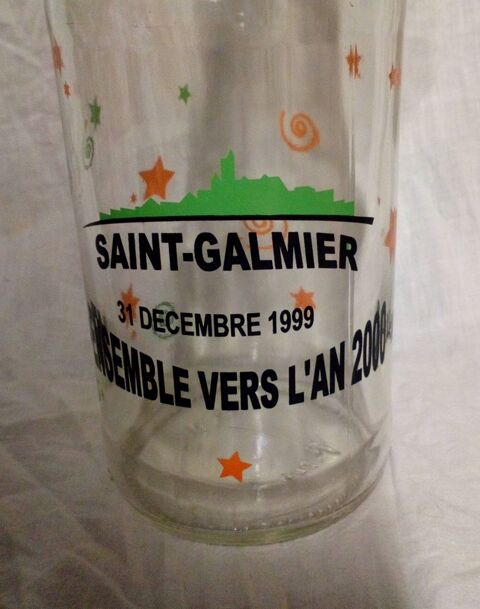 SAINT-GALMIER
31 DECEMBRE 1999
ENSEMBLE VERS L'AN 2000